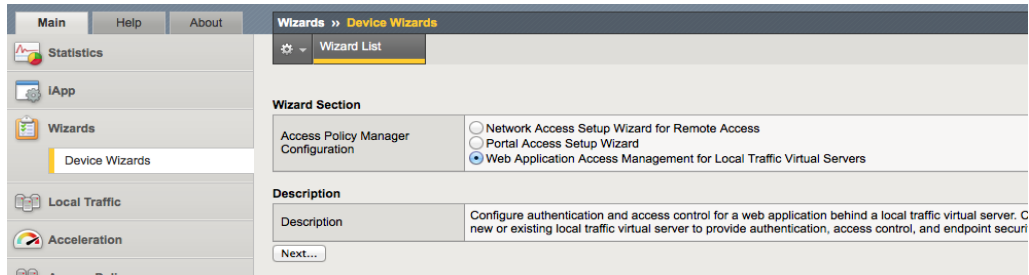 Main Help About
Wizards » Device Wizards
Statistics
Wizard List
iApp
Wizard Section
Wizards
Access Policy Manager Configuration
Network Access Setup Wizard for Remote Access
Portal Access Setup Wizard
Web Application Access Management for Local Traffic Virtual Servers
Device Wizards
Description
Local Traffic
Description
Configure authentication and access control for a web application behind a local traffic virtual server. C
new or existing local traffic virtual server to provide authentication, access control, and endpoint securi
Acceleration
Next...